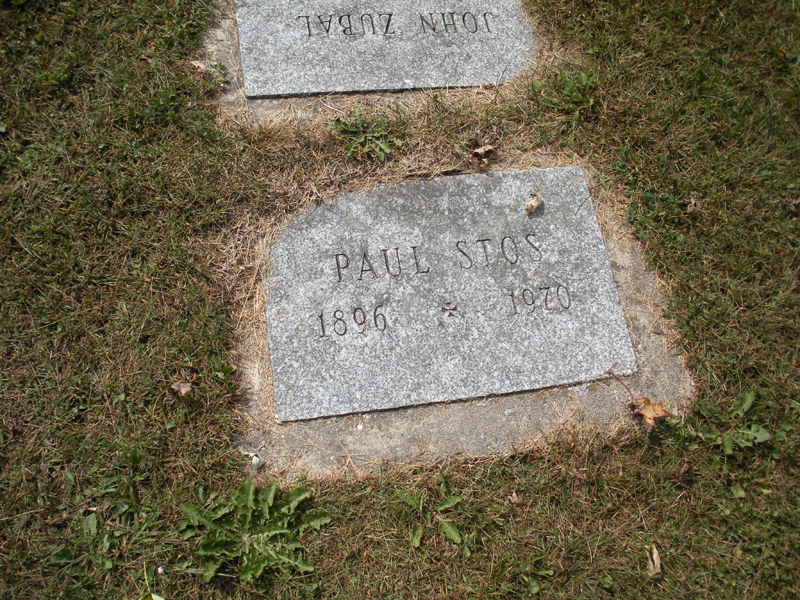 JOHN ZUBAL
PAUL STOS
1896 1970